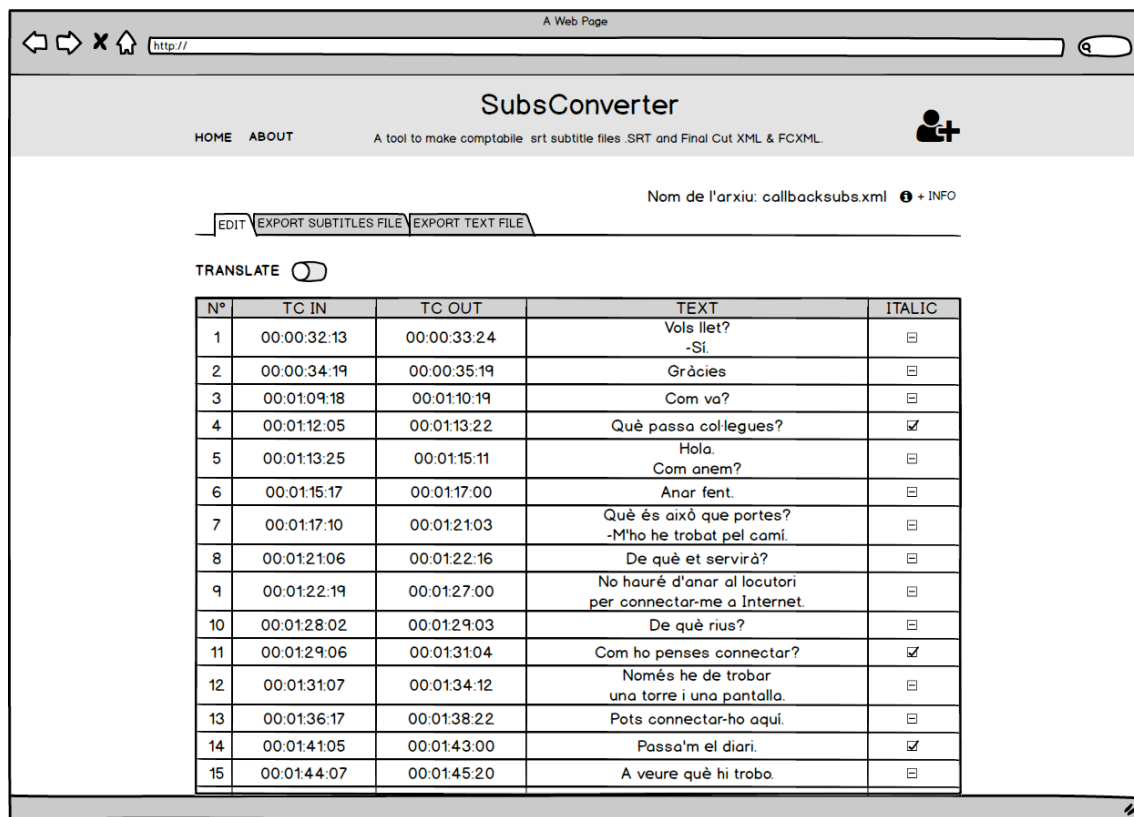 A Web Page
http://
SubsConverter
HOME ABOUT A tool to make comptabile srt subtitle files .SRT and Final Cut XML & FCXML.
Nom de l'arxiu: callbacksubs.xml + INFO
EDIT EXPORT SUBTITLES FILE EXPORT TEXT FILE
TRANSLATE
Nº TC IN TC OUT TEXT ITALIC
1 00:00:32:13 00:00:33:24 Vols llet?
-Sí.
2 00:00:34:19 00:00:35:19 Gràcies
3 00:01:09:18 00:01:10:19 Com va?
4 00:01:12:05 00:01:13:22 Què passa col·legues?
5 00:01:13:25 00:01:15:11 Hola.
Com anem?
6 00:01:15:17 00:01:17:00 Anar fent.
7 00:01:17:10 00:01:21:03 Què és això que portes?
-M'ho he trobat pel camí.
8 00:01:21:06 00:01:22:16 De què et servirà?
9 00:01:22:19 00:01:27:00 No hauré d'anar al locutori
per connectar-me a Internet.
10 00:01:28:02 00:01:29:03 De què rius?
11 00:01:29:06 00:01:31:04 Com ho penses connectar?
12 00:01:31:07 00:01:34:12 Només he de trobar
una torre i una pantalla.
13 00:01:36:17 00:01:38:22 Pots connectar-ho aquí.
14 00:01:41:05 00:01:43:00 Passa'm el diari.
15 00:01:44:07 00:01:45:20 A veure què hi trobo.